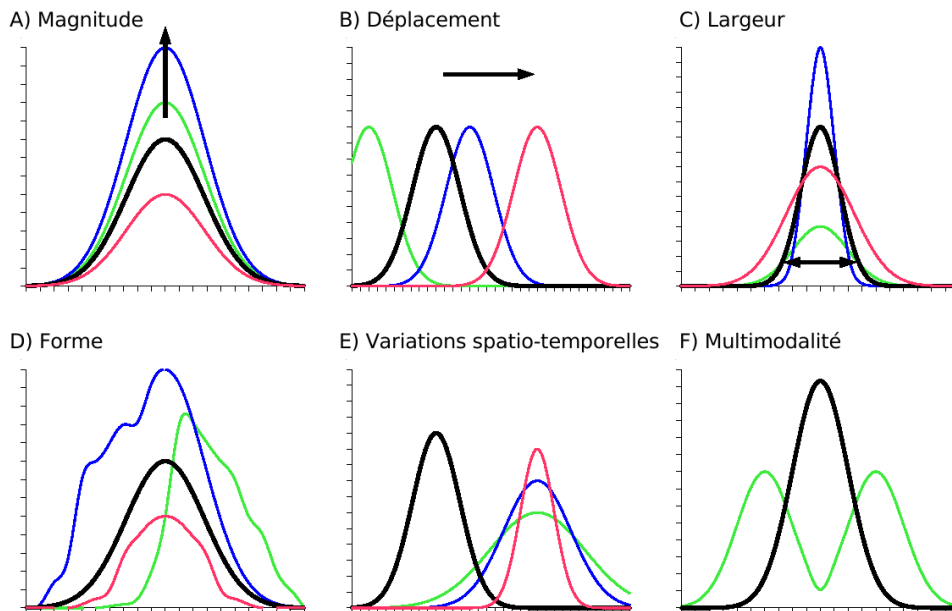 A) Magnitude
B) Déplacement
C) Largeur
D) Forme
E) Variations spatio-temporelles
F) Multimodalité